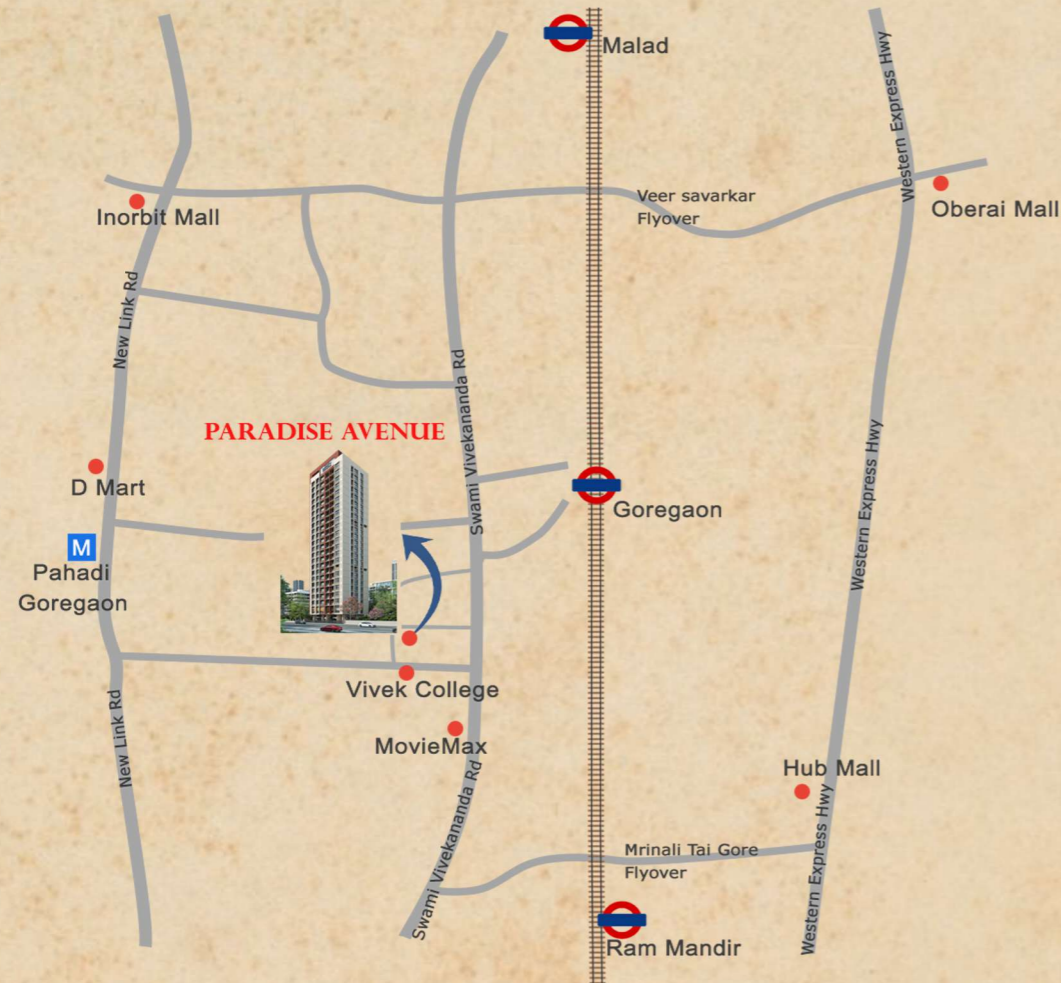 Malad
Western Express Hwy
Veer savarkar
Flyover
Oberai Mall
Inorbit Mall
New Link Rd
Swami Vivekananda Rd
PARADISE AVENUE
Western Express Hwy
D Mart
Goregaon
M
Pahadi
Goregaon
Vivek College
New Link Rd
MovieMax
Swami Vivekananda Rd
Hub Mall
Western Express Hwy
Mrinali Tai Gore
Flyover
Ram Mandir